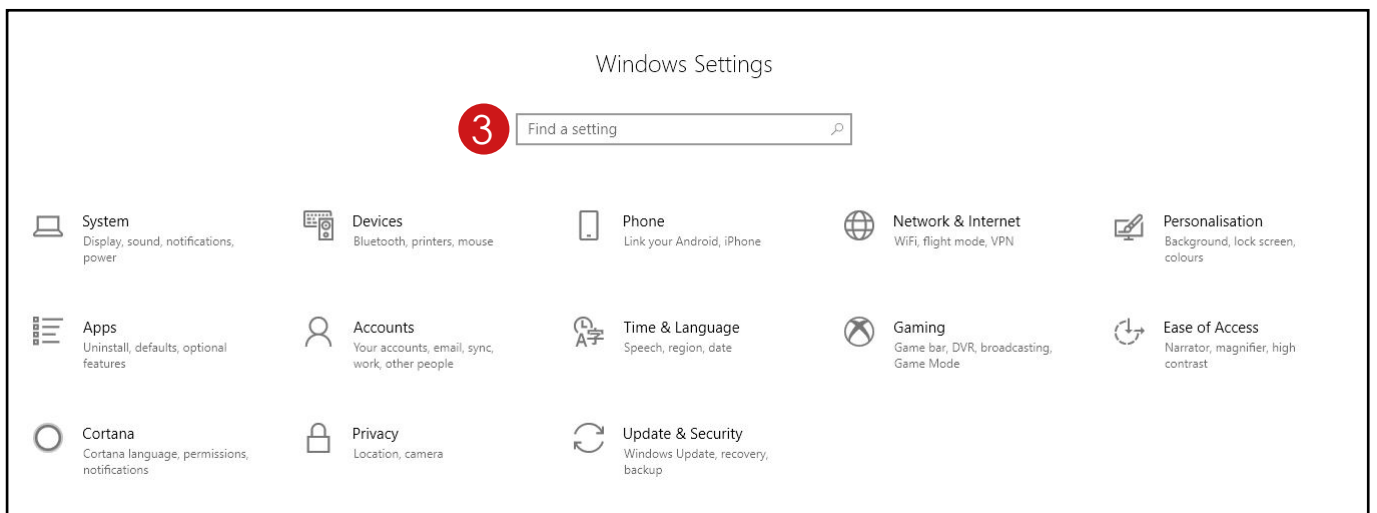 Windows Settings
3
Find a setting
System
Display, sound, notifications,
power
Devices
Bluetooth, printers, mouse
Phone
Link your Android, iPhone
Network & Internet
WiFi, flight mode, VPN
Personalisation
Background, lock screen,
colours
Apps
Uninstall, defaults, optional
features
Accounts
Your accounts, email, sync,
work, other people
Time & Language
Speech, region, date
Gaming
Game bar, DVR, broadcasting,
Game Mode
Ease of Access
Narrator, magnifier, high
contrast
Cortana
Cortana language, permissions,
notifications
Privacy
Location, camera
Update & Security
Windows Update, recovery,
backup